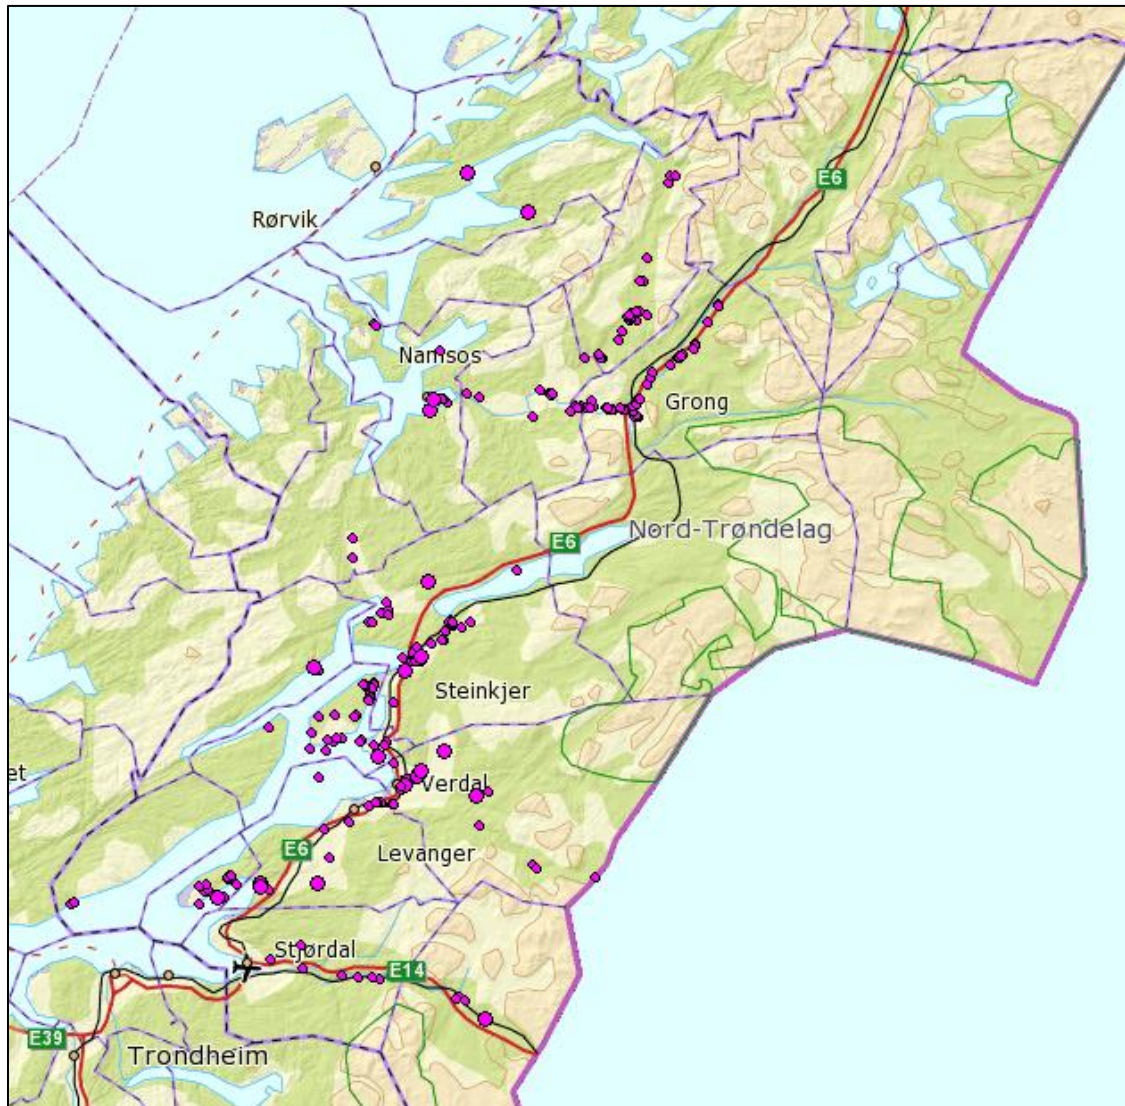 E6
Rørvik
Namsos
Grong
Nord-Trøndelag
E6
Steinkjer
et
Verdal
E6
Levanger
Stjørdal
E14
E39
Trondheim